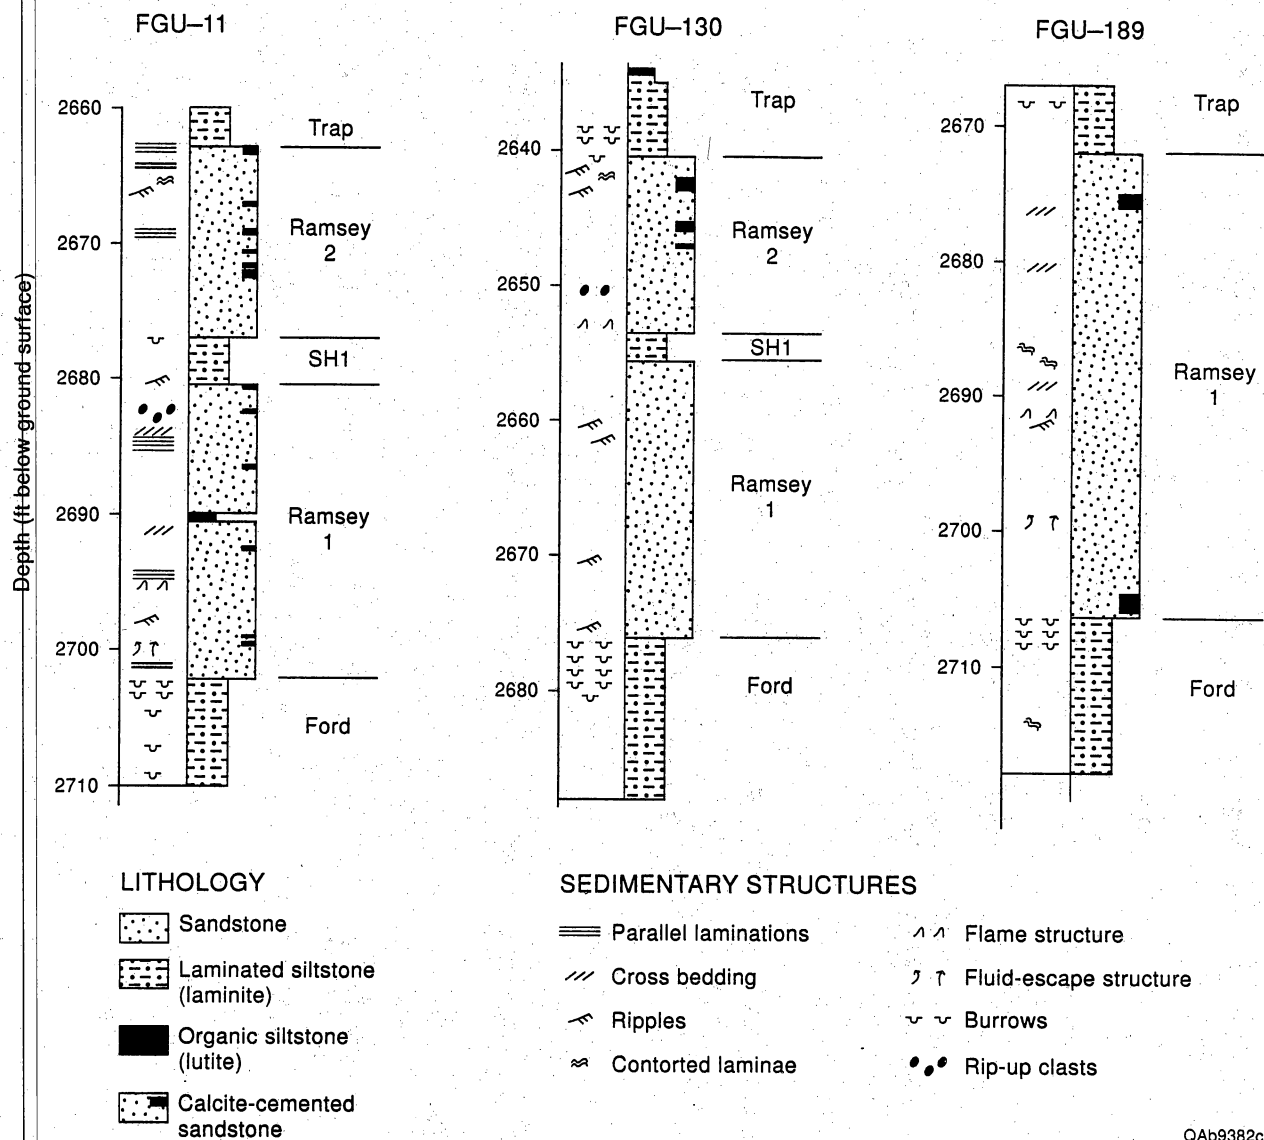 FGU–11
FGU–130
FGU–189
Depth (ft below ground surface)
2660
2670
2680
2690
2700
2710
Trap
Ramsey
2
SH1
Ramsey
1
Ford
2640
2650
2660
2670
2680
Trap
Ramsey
2
SH1
Ramsey
1
Ford
2670
2680
2690
2700
2710
Trap
Ramsey
1
Ford
LITHOLOGY
Sandstone
Laminated siltstone
(laminite)
Organic siltstone
(lutite)
Calcite-cemented
sandstone
SEDIMENTARY STRUCTURES
Parallel laminations
Cross bedding
Ripples
Contorted laminae
Flame structure
Fluid-escape structure
Burrows
Rip-up clasts
QAb9382c